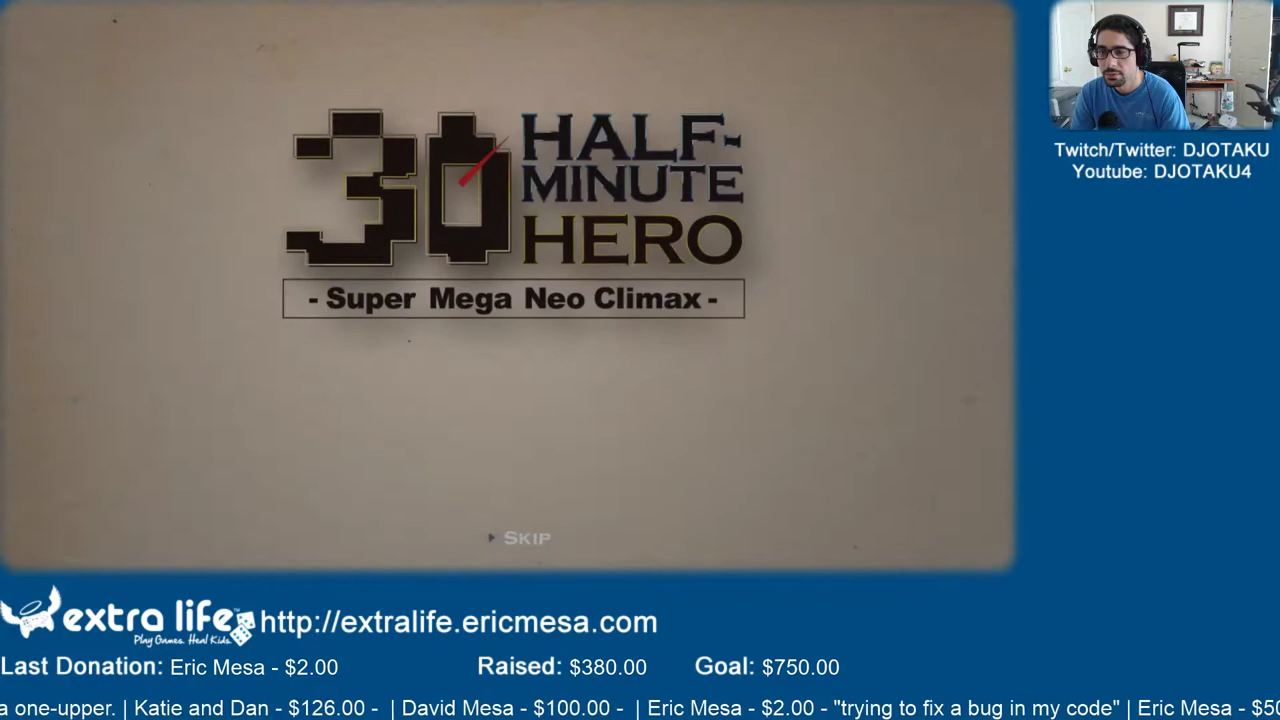 30 HALF-
MINUTE
HERO
- Super Mega Neo Climax -
SKIP
Twitch/Twitter: DJOTAKU
Youtube: DJOTAKU4
extra life
Play Games. Heal Kids.
http://extralife.ericmesa.com
Last Donation: Eric Mesa - $2.00 Raised: $380.00 Goal: $750.00
a one-upper. | Katie and Dan - $126.00 - | David Mesa - $100.00 - | Eric Mesa - $2.00 - "trying to fix a bug in my code" | Eric Mesa - $50